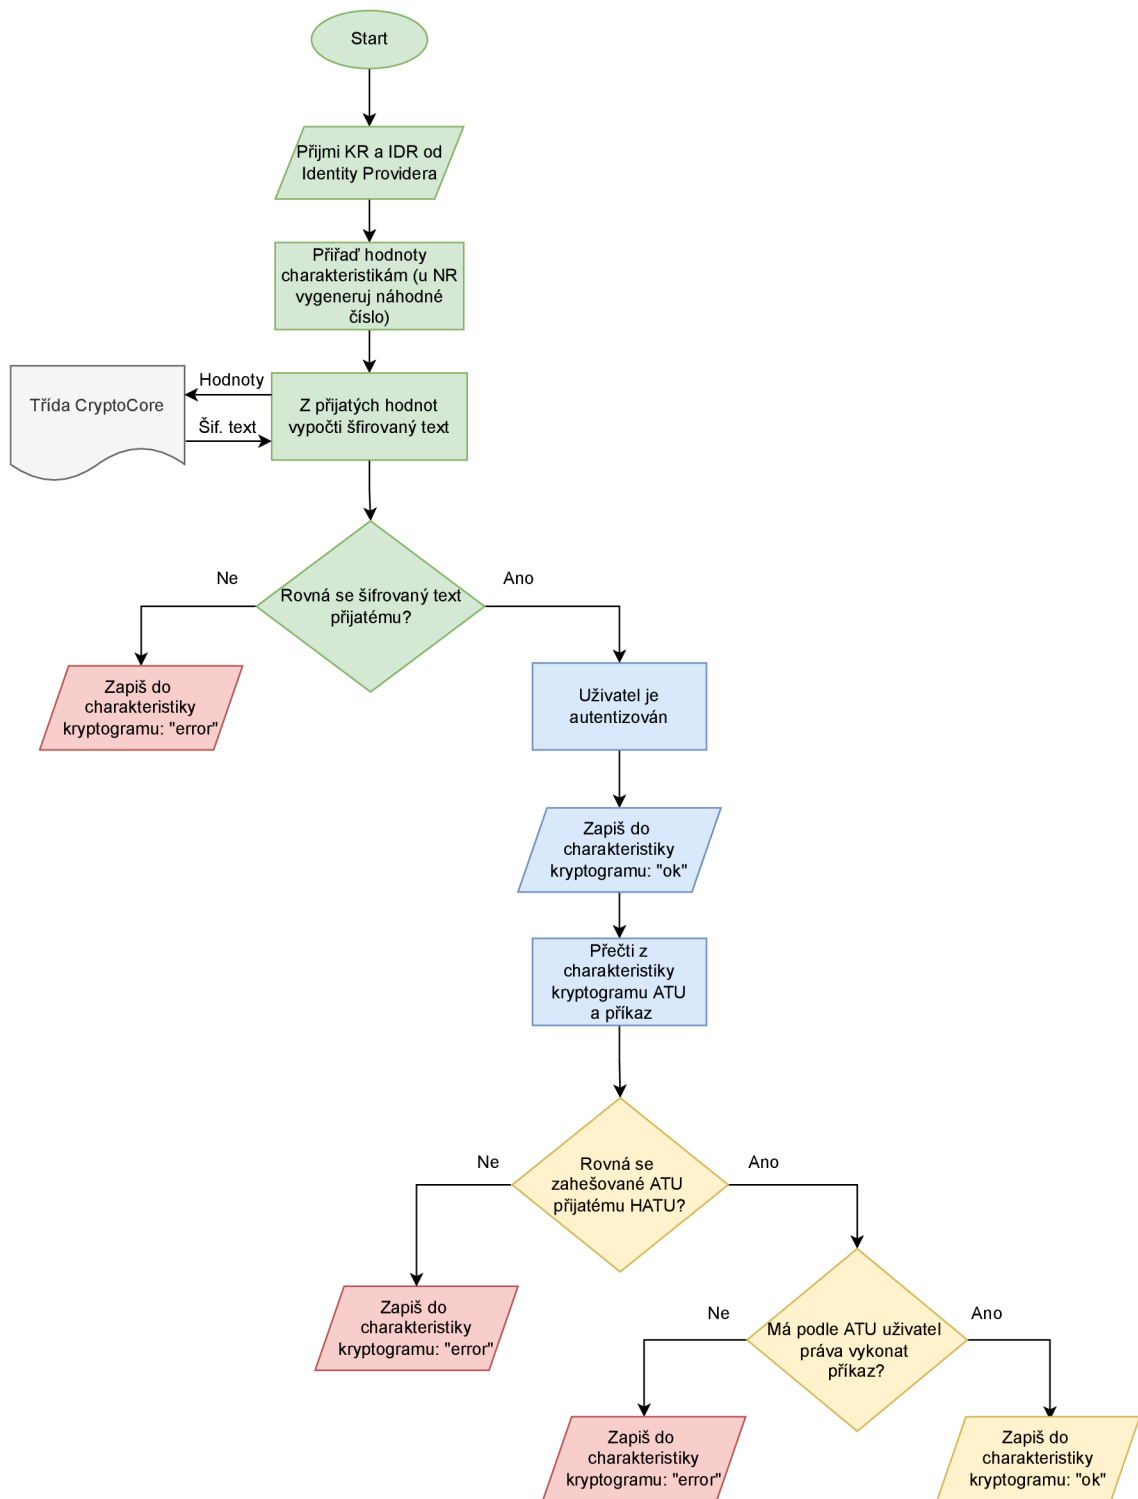 Start
Přijmi KR a IDR od
Identity Providera
Přiřaď hodnoty
charakteristikám (u NR
vygeneruj náhodné
číslo)
Hodnoty
Třída CryptoCore
Šif. text
Z přijatých hodnot
vypočti šfirovaný text
Ne
Ano
Rovná se šifrovaný text
přijatému?
Zapiš do
charakteristiky
kryptogramu: "error"
Uživatel je
autentizován
Zapiš do
charakteristiky
kryptogramu: "ok"
Přečti z
charakteristiky
kryptogramu ATU
a příkaz
Ne
Ano
Rovná se
zahešované ATU
přijatému HATU?
Zapiš do
charakteristiky
kryptogramu: "error"
Ne
Ano
Má podle ATU uživatel
práva vykonat
příkaz?
Zapiš do
charakteristiky
kryptogramu: "error"
Zapiš do
charakteristiky
kryptogramu: "ok"